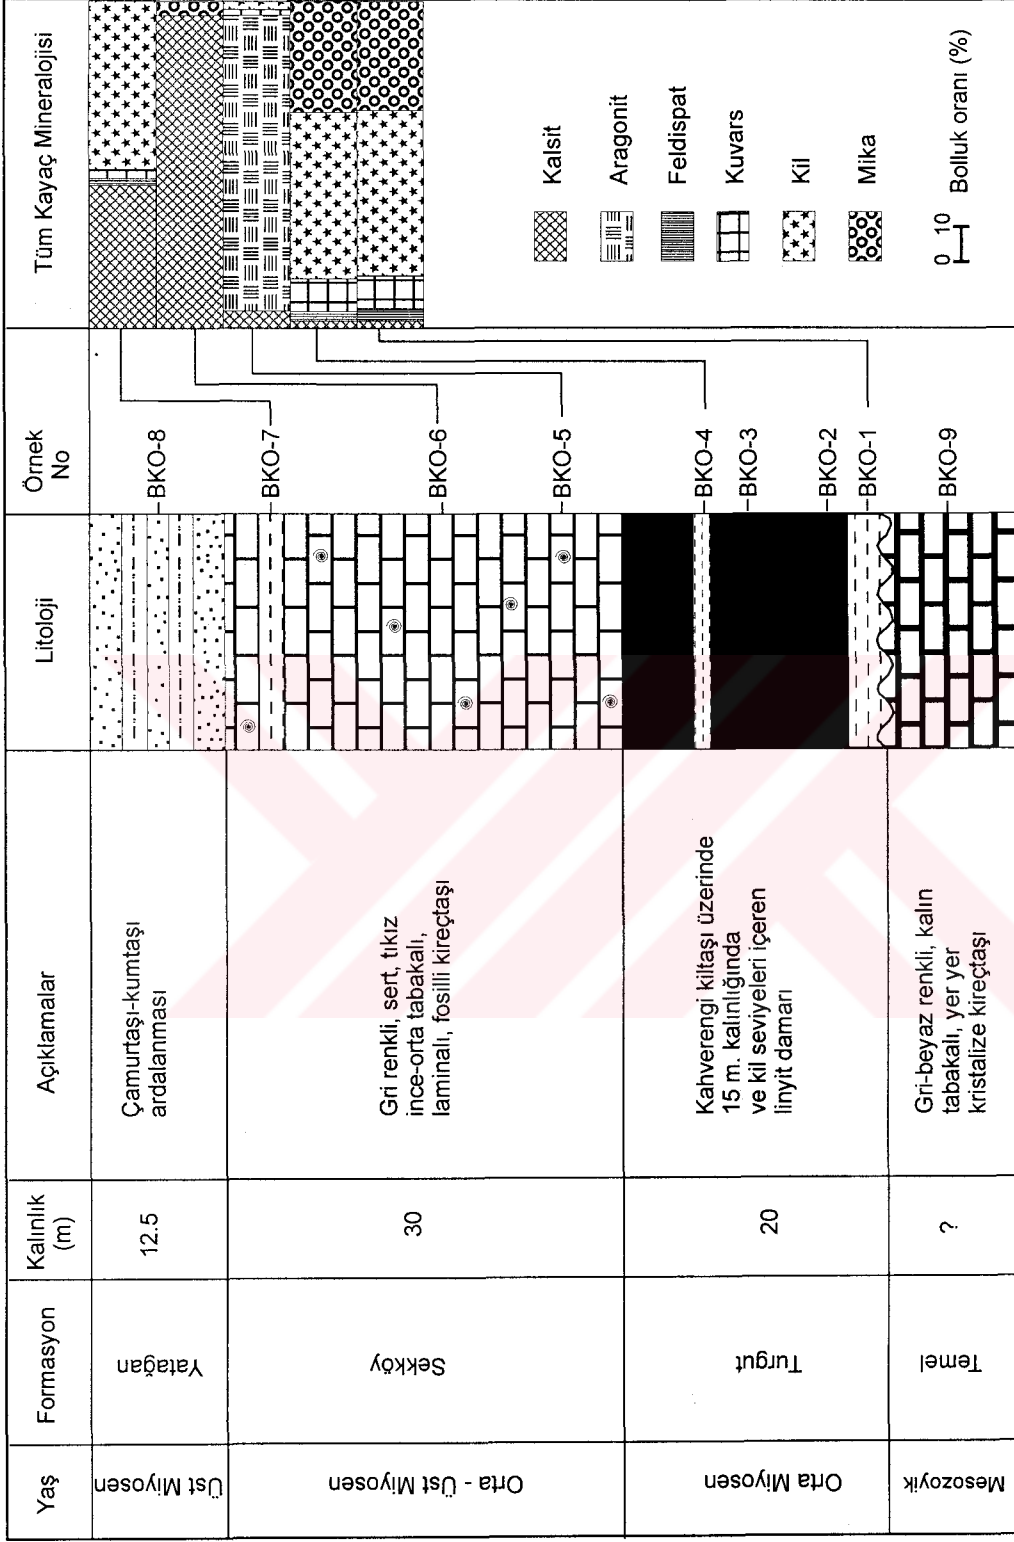 Yaş
Formasyon
Kalınlık
(m)
Açıklamalar
Litoloji
Örnek
No
Tüm Kayaç Mineralojisi
Üst Miyosen
Yatağan
12.5
Çamurtaşı-kumtaşı
ardalanması
BKO-8
Orta - Üst Miyosen
Sekköy
30
Gri renkli, sert, tıkız
ince-orta tabakalı,
laminalı, fosilli kireçtaşı
BKO-7
BKO-6
BKO-5
Orta Miyosen
Turgut
20
Kahverengi kiltaşı üzerinde
15 m. kalınlığında
ve kil seviyeleri içeren
linyit damarı
BKO-4
BKO-3
BKO-2
BKO-1
Mesozoyik
Temel
?
Gri-beyaz renkli, kalın
tabakalı, yer yer
kristalize kireçtaşı
BKO-9
Kalsit
Aragonit
Feldispat
Kuvars
Kil
Mika
0 10
Bolluk oranı (%)